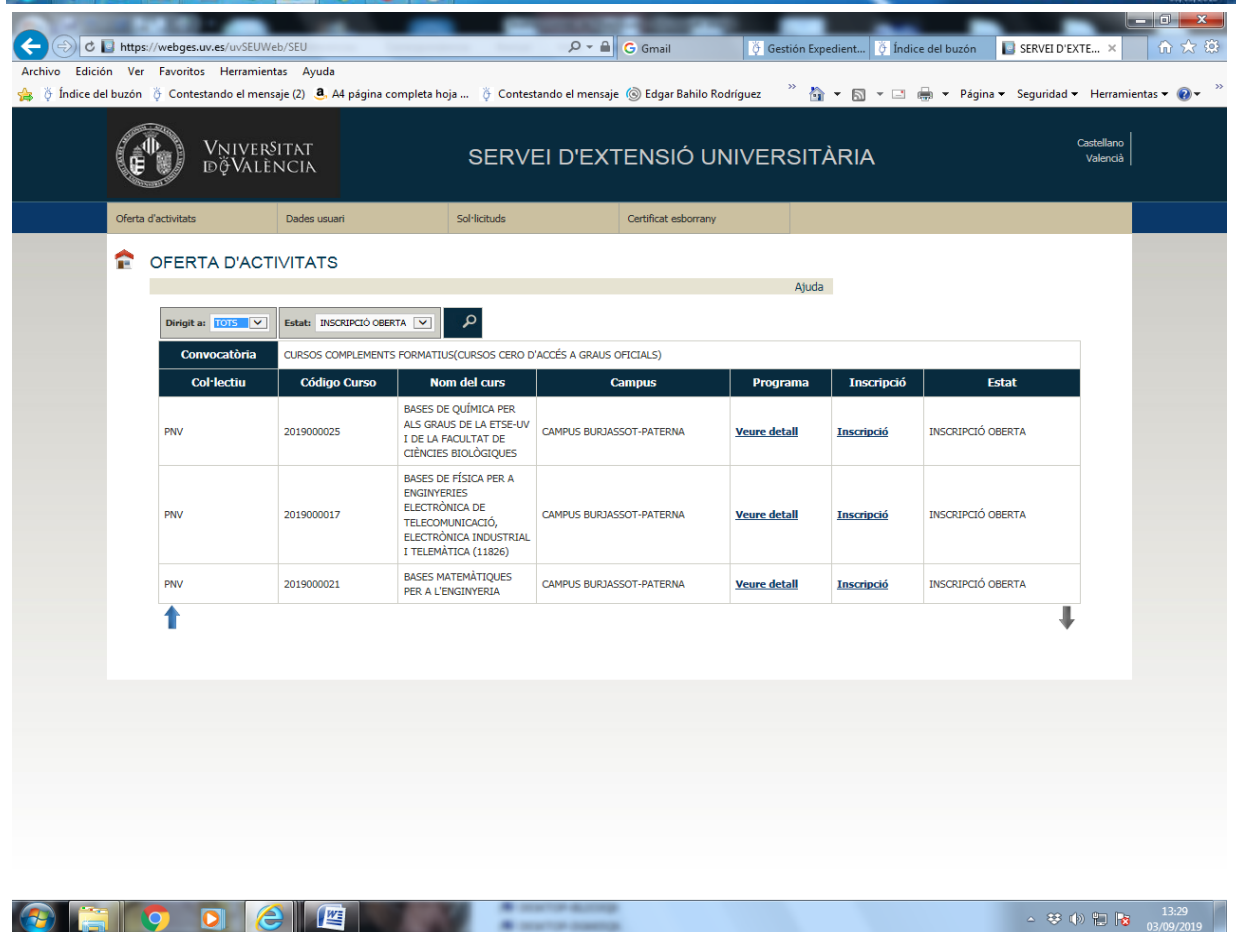 https://webges.uv.es/uvSEUWeb/SEU
Gmail
Gestión Expedient...
Índice del buzón
SERVEI D'EXTE...
Archivo Edición Ver Favoritos Herramientas Ayuda
Índice del buzón Contestando el mensaje (2) A4 página completa hoja ... Contestando el mensaje Edgar Bahilo Rodríguez » Página Seguridad Herramientas »
VNIVERSITAT
D VALÈNCIA
SERVEI D'EXTENSIÓ UNIVERSITÀRIA
Castellano
Valencià
Oferta d'activitats Dades usuari Sol·licituds Certificat esborrany
OFERTA D'ACTIVITATS
Ajuda
Dirigit a: TOTS Estat: INSCRIPCIÓ OBERTA
Convocatòria CURSOS COMPLEMENTS FORMATIUS(CURSOS CERO D'ACCÉS A GRAUS OFICIALS)
Col·lectiu Código Curso Nom del curs Campus Programa Inscripció Estat
PNV 2019000025
BASES DE QUÍMICA PER
ALS GRAUS DE LA ETSE-UV
I DE LA FACULTAT DE
CIÈNCIES BIOLÒGIQUES
CAMPUS BURJASSOT-PATERNA Veure detall Inscripció INSCRIPCIÓ OBERTA
PNV 2019000017
BASES DE FÍSICA PER A
ENGINYERIES
ELECTRÒNICA DE
TELECOMUNICACIÓ,
ELECTRÒNICA INDUSTRIAL
I TELEMÀTICA (11826)
CAMPUS BURJASSOT-PATERNA Veure detall Inscripció INSCRIPCIÓ OBERTA
PNV 2019000021
BASES MATEMÀTIQUES
PER A L'ENGINYERIA
CAMPUS BURJASSOT-PATERNA Veure detall Inscripció INSCRIPCIÓ OBERTA
13:29
03/09/2019